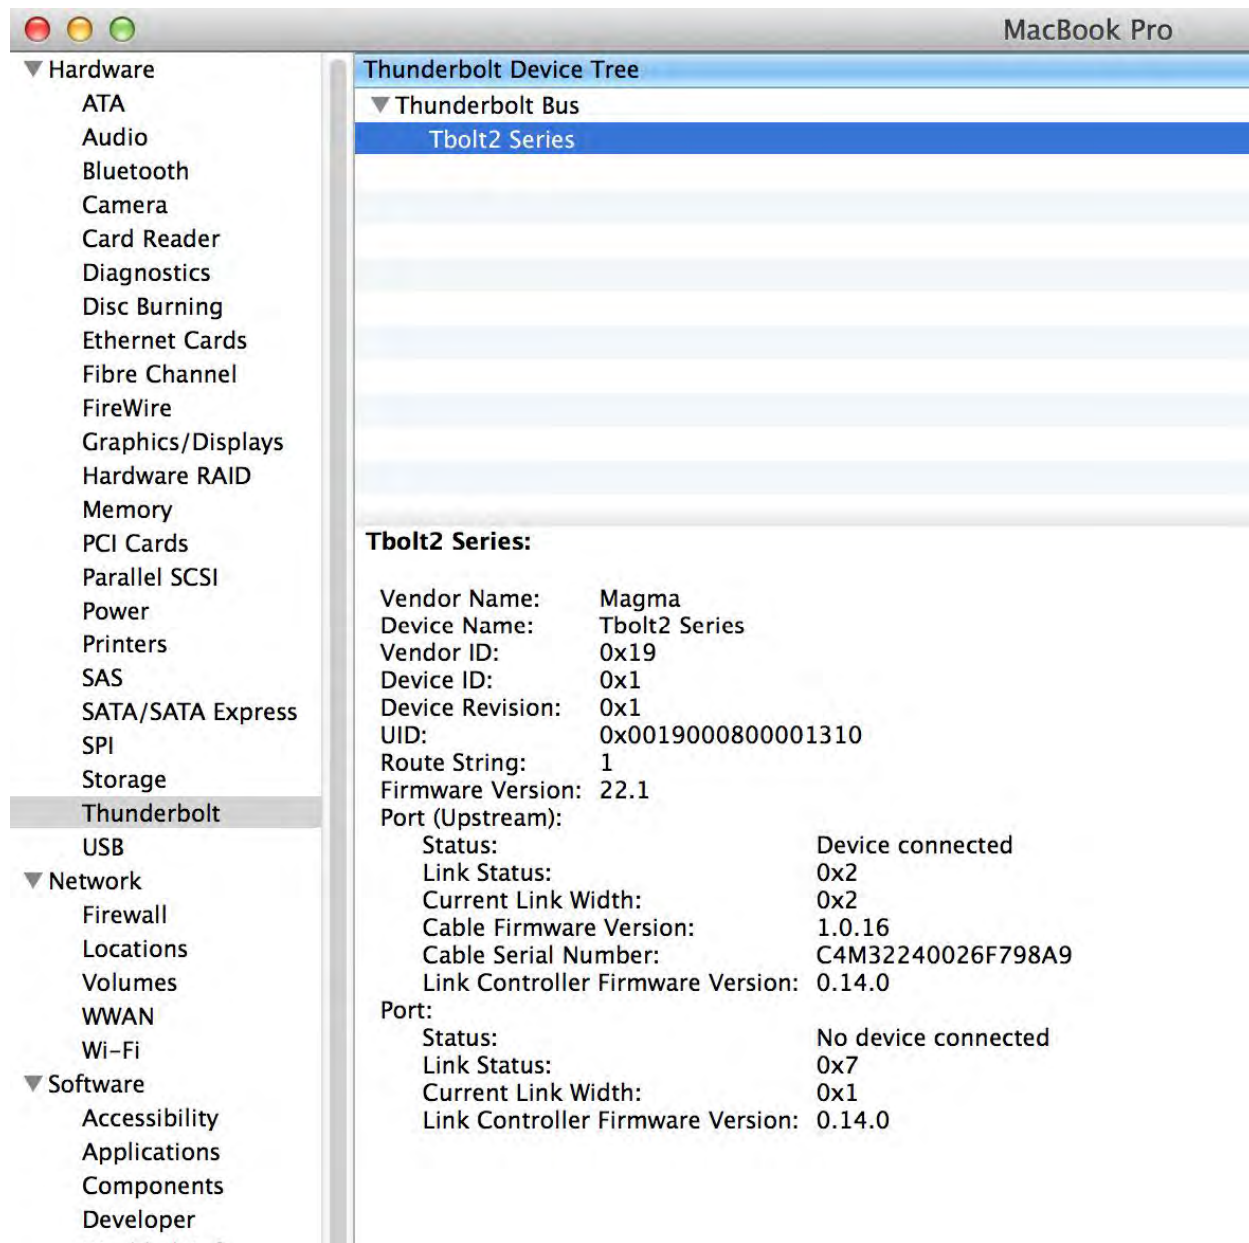 MacBook Pro
Hardware
ATA
Audio
Bluetooth
Camera
Card Reader
Diagnostics
Disc Burning
Ethernet Cards
Fibre Channel
FireWire
Graphics/Displays
Hardware RAID
Memory
PCI Cards
Parallel SCSI
Power
Printers
SAS
SATA/SATA Express
SPI
Storage
Thunderbolt
USB
Network
Firewall
Locations
Volumes
WWAN
Wi-Fi
Software
Accessibility
Applications
Components
Developer
Thunderbolt Device Tree
Thunderbolt Bus
Tbolt2 Series
Tbolt2 Series:
Vendor Name: Magma
Device Name: Tbolt2 Series
Vendor ID: 0x19
Device ID: 0x1
Device Revision: 0x1
UID: 0x0019000800001310
Route String: 1
Firmware Version: 22.1
Port (Upstream):
Status: Device connected
Link Status: 0x2
Current Link Width: 0x2
Cable Firmware Version: 1.0.16
Cable Serial Number: C4M32240026F798A9
Link Controller Firmware Version: 0.14.0
Port:
Status: No device connected
Link Status: 0x7
Current Link Width: 0x1
Link Controller Firmware Version: 0.14.0